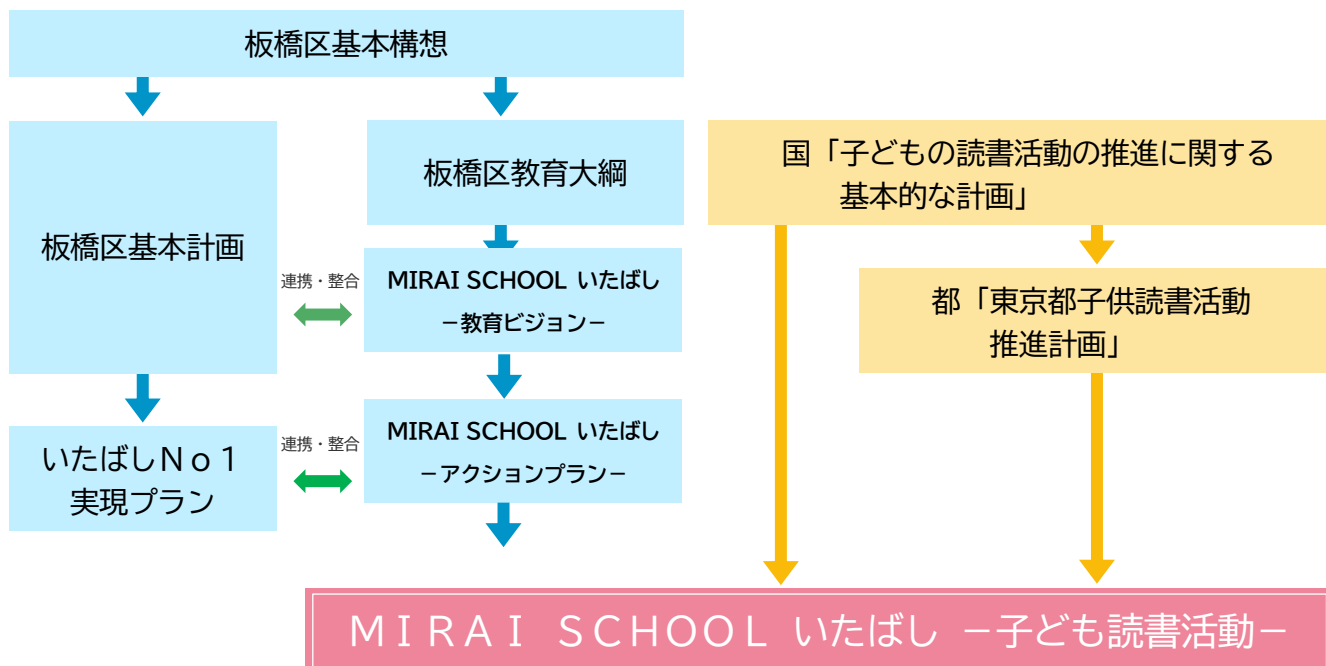 板橋区基本構想
板橋区基本計画
板橋区教育大綱
連携・整合
MIRAI SCHOOL いたばし
－教育ビジョン－
いたばしＮｏ１
実現プラン
連携・整合
MIRAI SCHOOL いたばし
－アクションプラン－
国「子どもの読書活動の推進に関する
基本的な計画」
都「東京都子供読書活動
推進計画」
ＭＩＲＡＩ　ＳＣＨＯＯＬ いたばし －子ども読書活動－